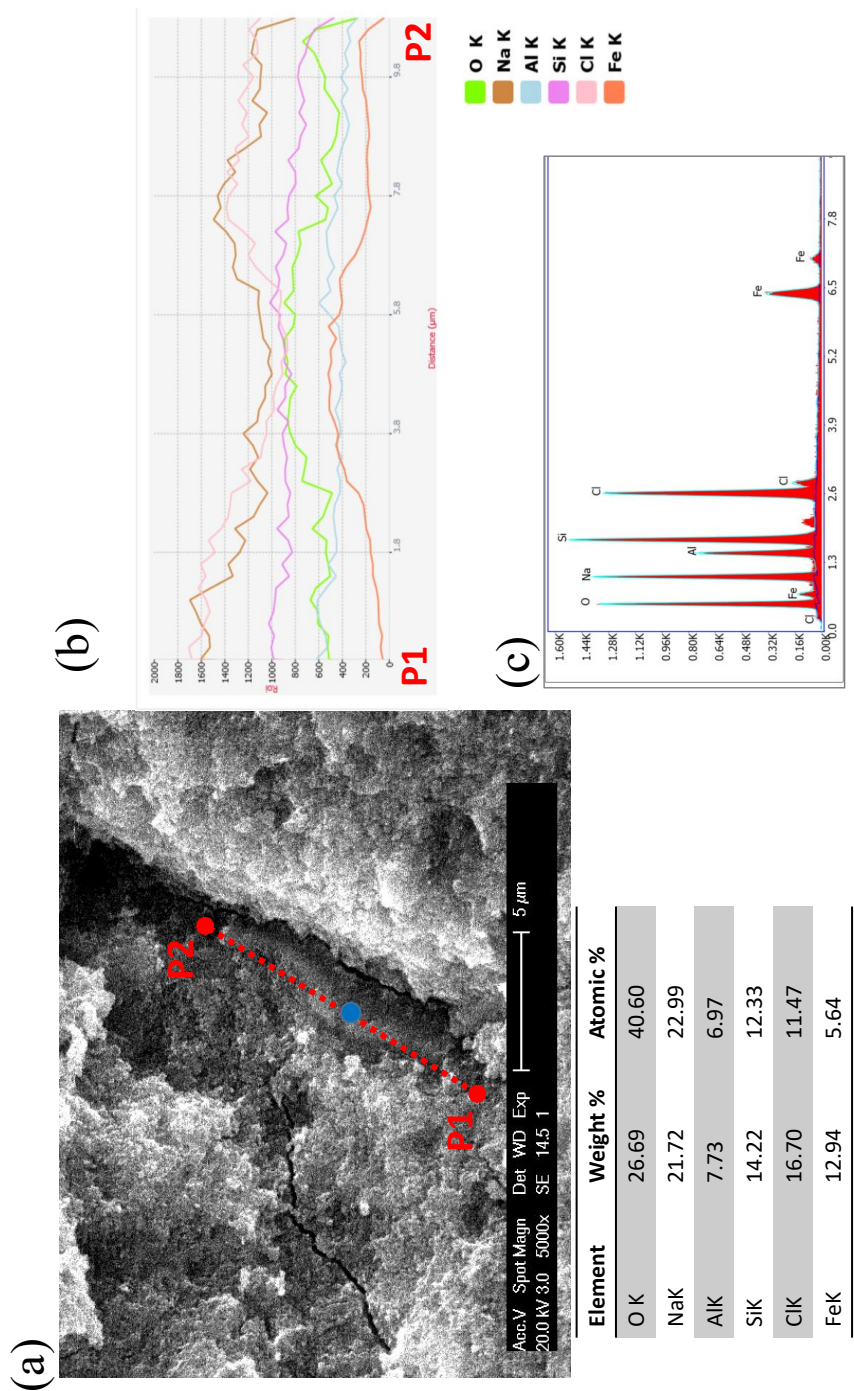 (a)
P2
P1
Acc.V Spot Magn Det WD Exp 5 µm
20.0 kV 3.0 5000x SE 14.5 1
Element Weight % Atomic %
O K 26.69 40.60
NaK 21.72 22.99
AlK 7.73 6.97
SiK 14.22 12.33
ClK 16.70 11.47
FeK 12.94 5.64
(b)
2000
1800
1600
1400
1200
1000
800
600
400
200
0
1.8 3.8 5.8 7.8 9.8
Distance (µm)
P1 P2
O K
Na K
Al K
Si K
Cl K
Fe K
(c)
1.60K
1.44K
1.28K
1.12K
0.96K
0.80K
0.64K
0.48K
0.32K
0.16K
0.00K
Cl O Fe Na Al Si Cl Cl Fe Fe
0.0 1.3 2.6 3.9 5.2 6.5 7.8